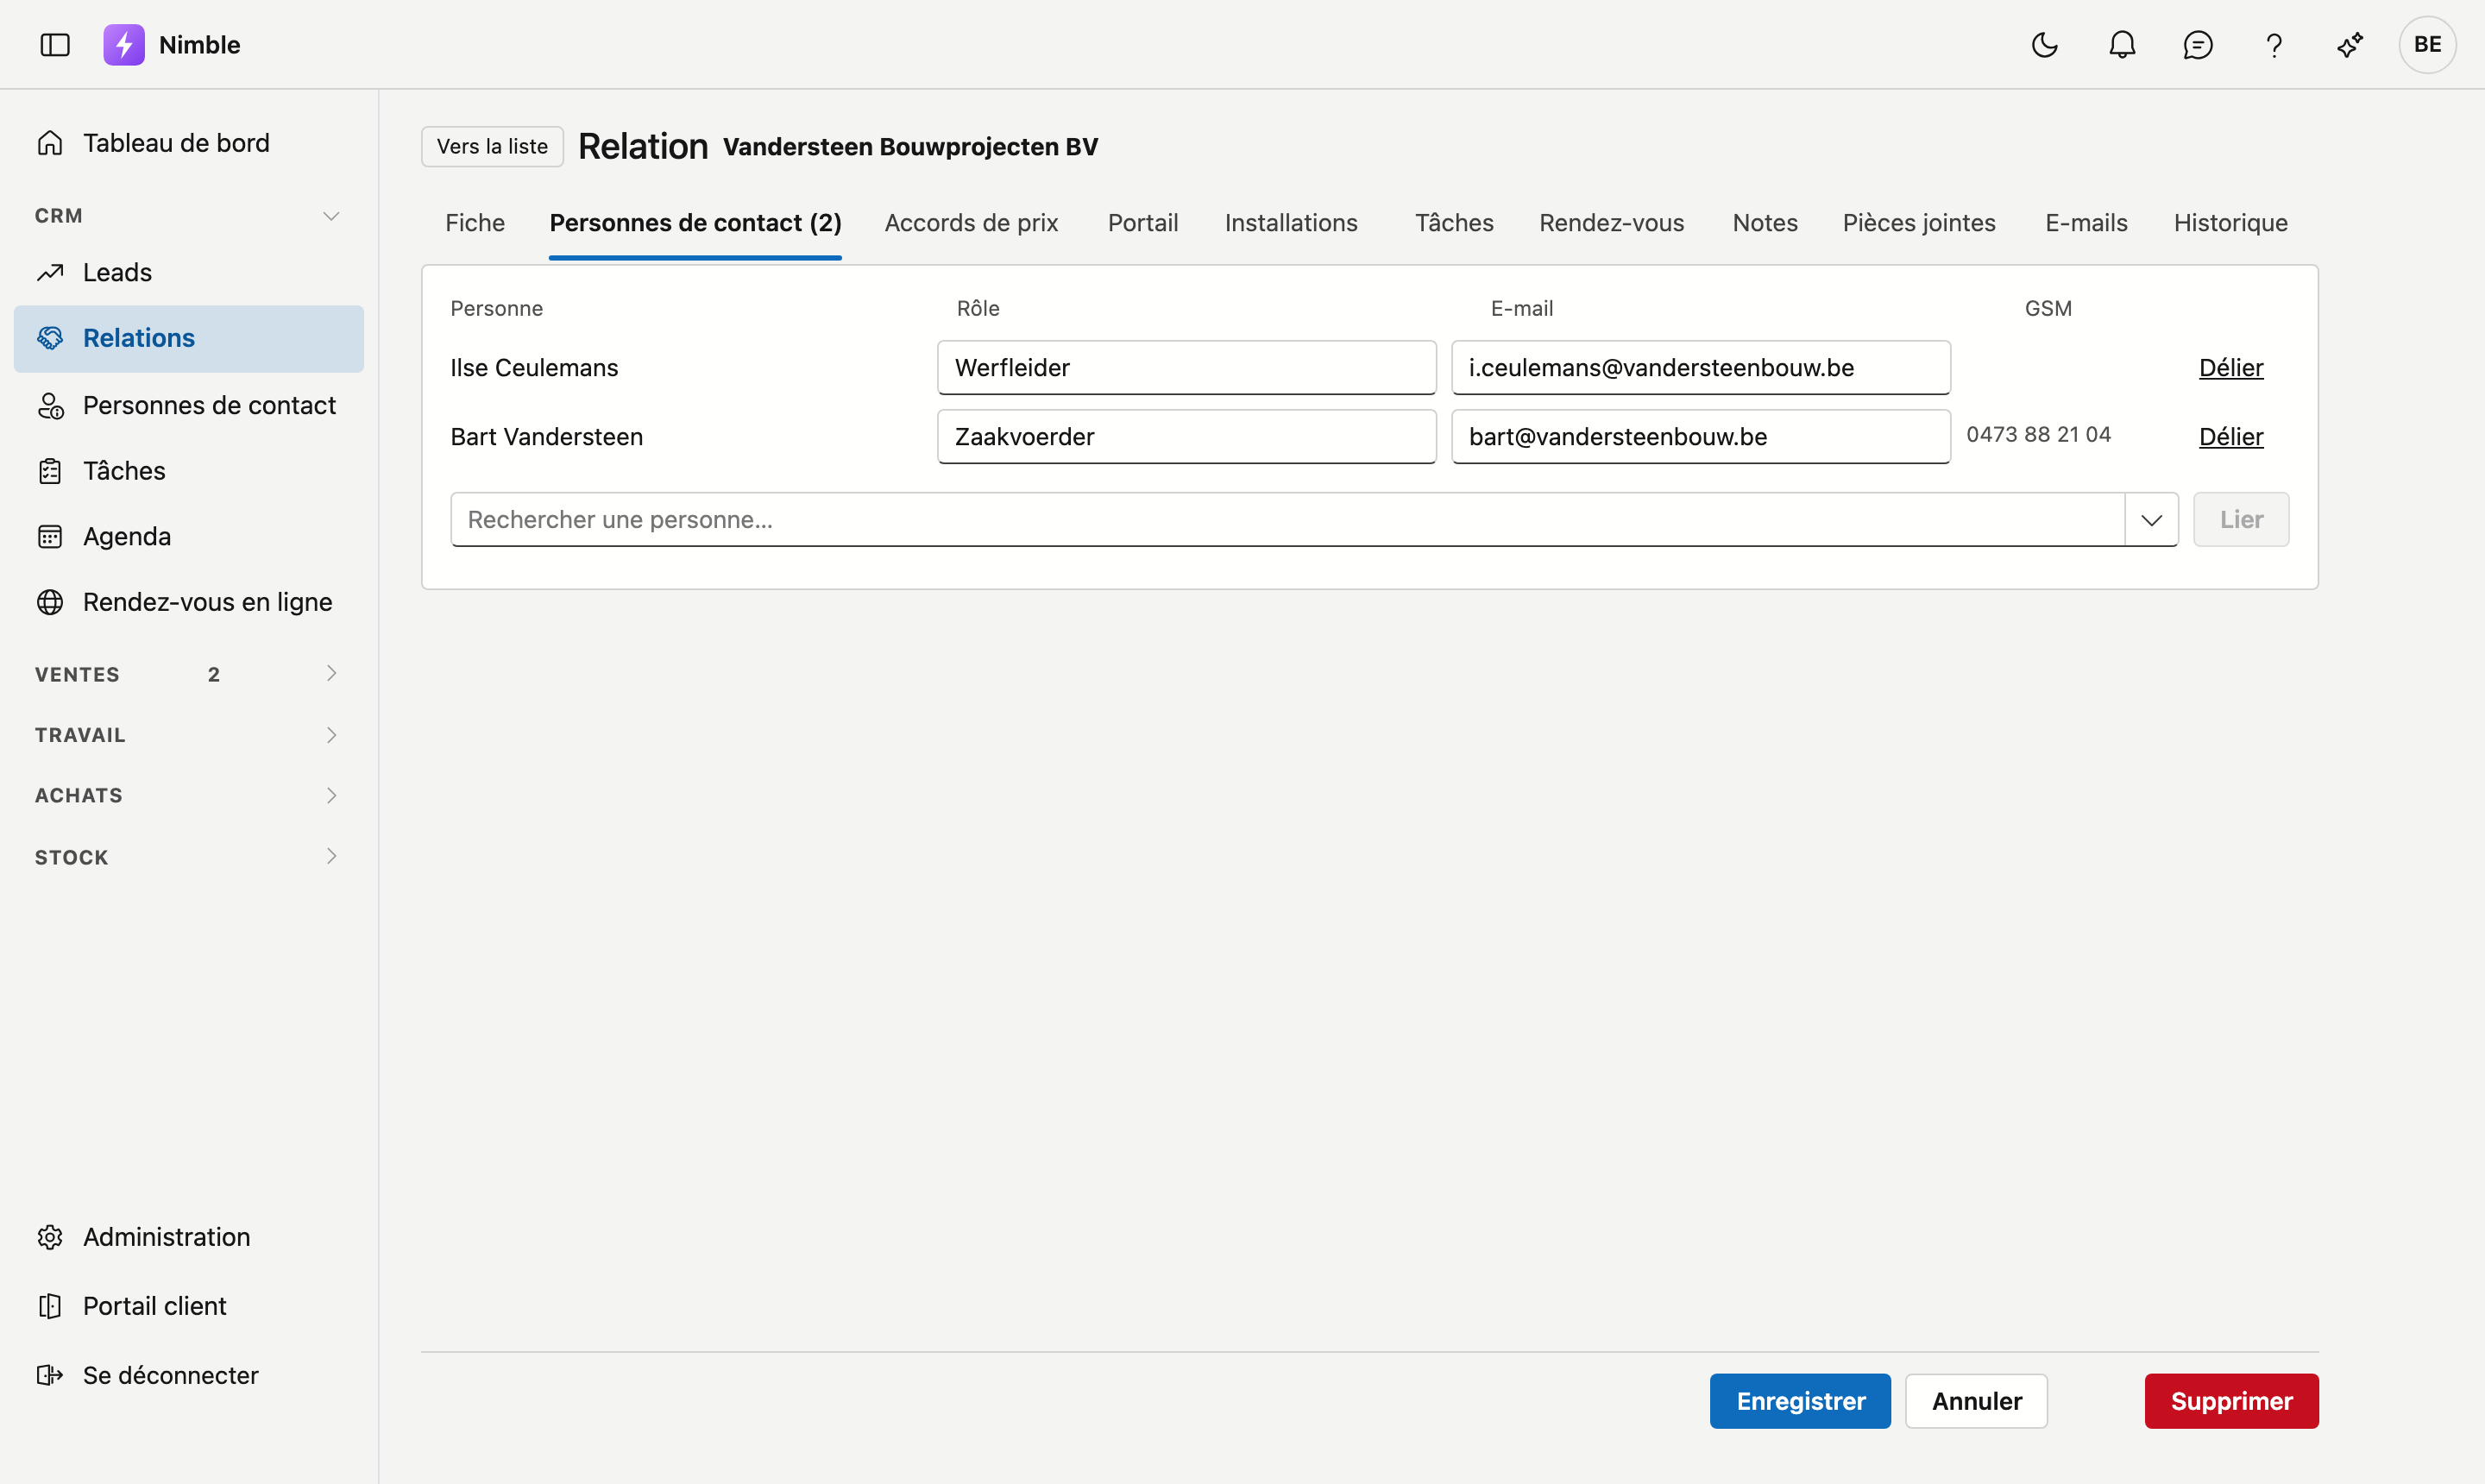 Nimble
BE
Tableau de bord
CRM
Leads
Relations
Personnes de contact
Tâches
Agenda
Rendez-vous en ligne
VENTES 2
TRAVAIL
ACHATS
STOCK
Administration
Portail client
Se déconnecter
Vers la liste Relation Vandersteen Bouwprojecten BV
Fiche Personnes de contact (2) Accords de prix Portail Installations Tâches Rendez-vous Notes Pièces jointes E-mails Historique
Personne Rôle E-mail GSM
Ilse Ceulemans Werfleider i.ceulemans@vandersteenbouw.be Délier
Bart Vandersteen Zaakvoerder bart@vandersteenbouw.be 0473 88 21 04 Délier
Rechercher une personne... Lier
Enregistrer Annuler Supprimer